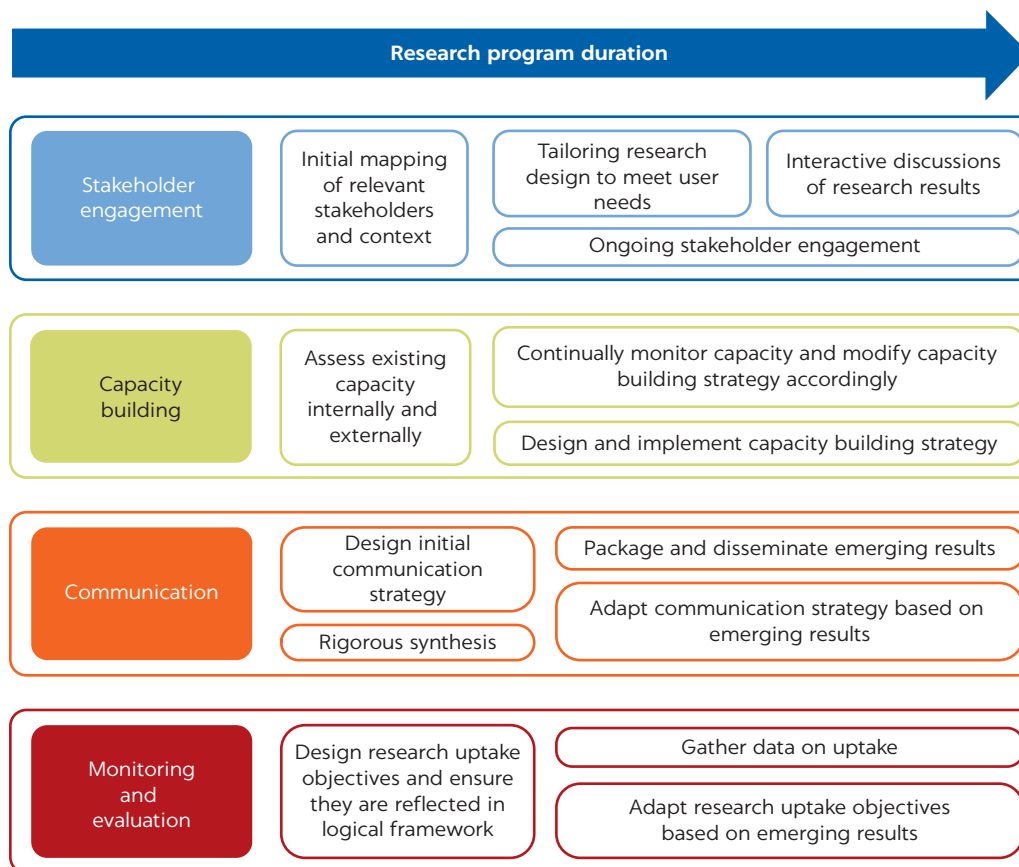 Research program duration
Stakeholder
engagement
Initial mapping
of relevant
stakeholders
and context
Tailoring research
design to meet user
needs
Interactive discussions
of research results
Ongoing stakeholder engagement
Capacity
building
Assess existing
capacity
internally and
externally
Continually monitor capacity and modify capacity
building strategy accordingly
Design and implement capacity building strategy
Communication
Design initial
communication
strategy
Rigorous synthesis
Package and disseminate emerging results
Adapt communication strategy based on
emerging results
Monitoring
and
evaluation
Design research uptake
objectives and ensure
they are reflected in
logical framework
Gather data on uptake
Adapt research uptake objectives
based on emerging results